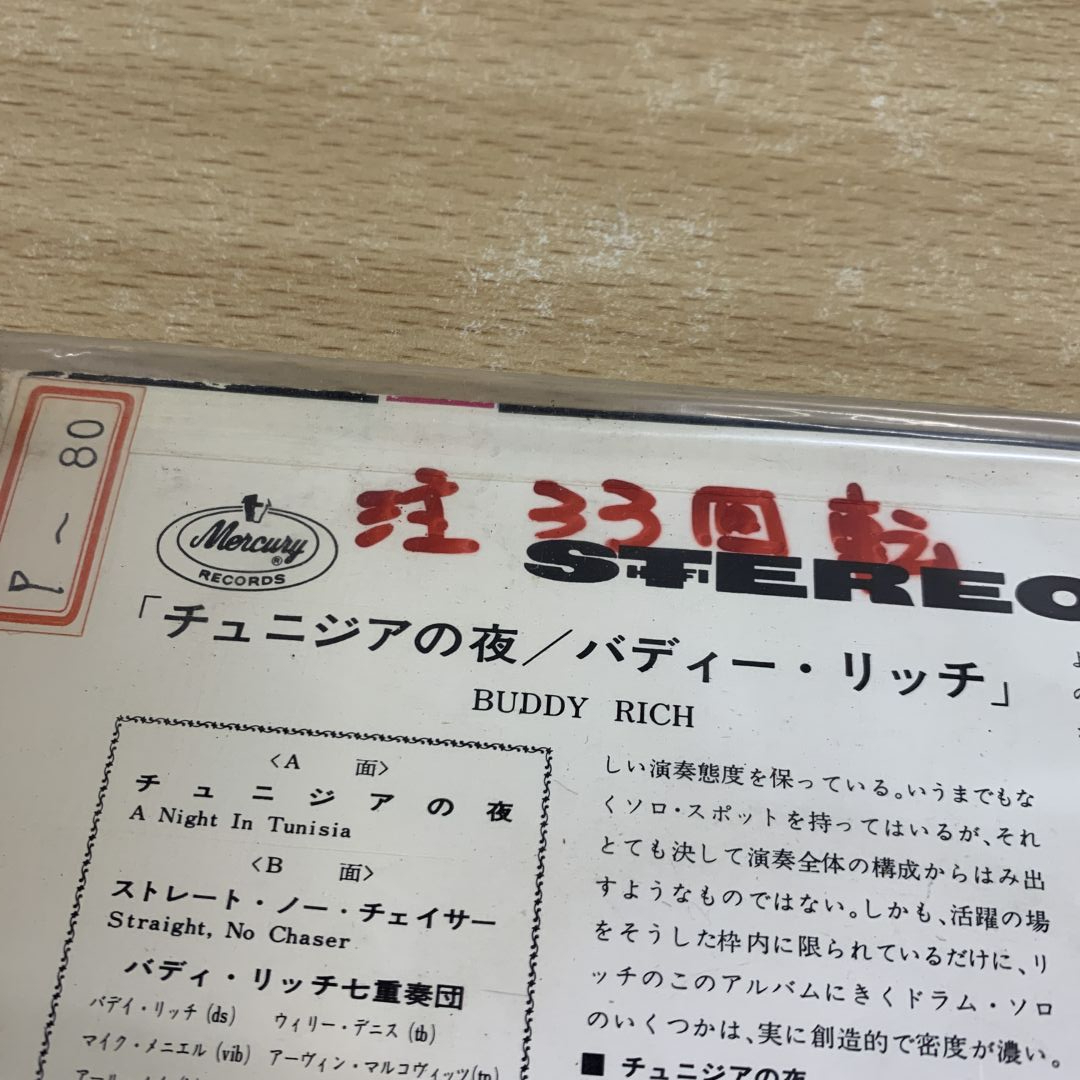 P～80
注 33回転
Mercury®
RECORDS
STEREO
HI-FI
「チュニジアの夜／バディー・リッチ」
BUDDY RICH
〈A 面〉
チュニジアの夜
A Night In Tunisia
〈B 面〉
ストレート・ノー・チェイサー
Straight, No Chaser
バディ・リッチ七重奏団
バデイ・リッチ(ds) ウィリー・デニス(tb)
マイク・メニエル(vib) アーヴィン・マルコヴィッツ(tp)
しい演奏態度を保っている。いうまでもな
くソロ・スポットを持ってはいるが、それ
とても決して演奏全体の構成からはみ出
すようなものではない。しかも、活躍の場
をそうした枠内に限られているだけに、リ
ッチのこのアルバムにきくドラム・ソロ
のいくつかは、実に創造的で密度が濃い。
■ チュニジアの夜